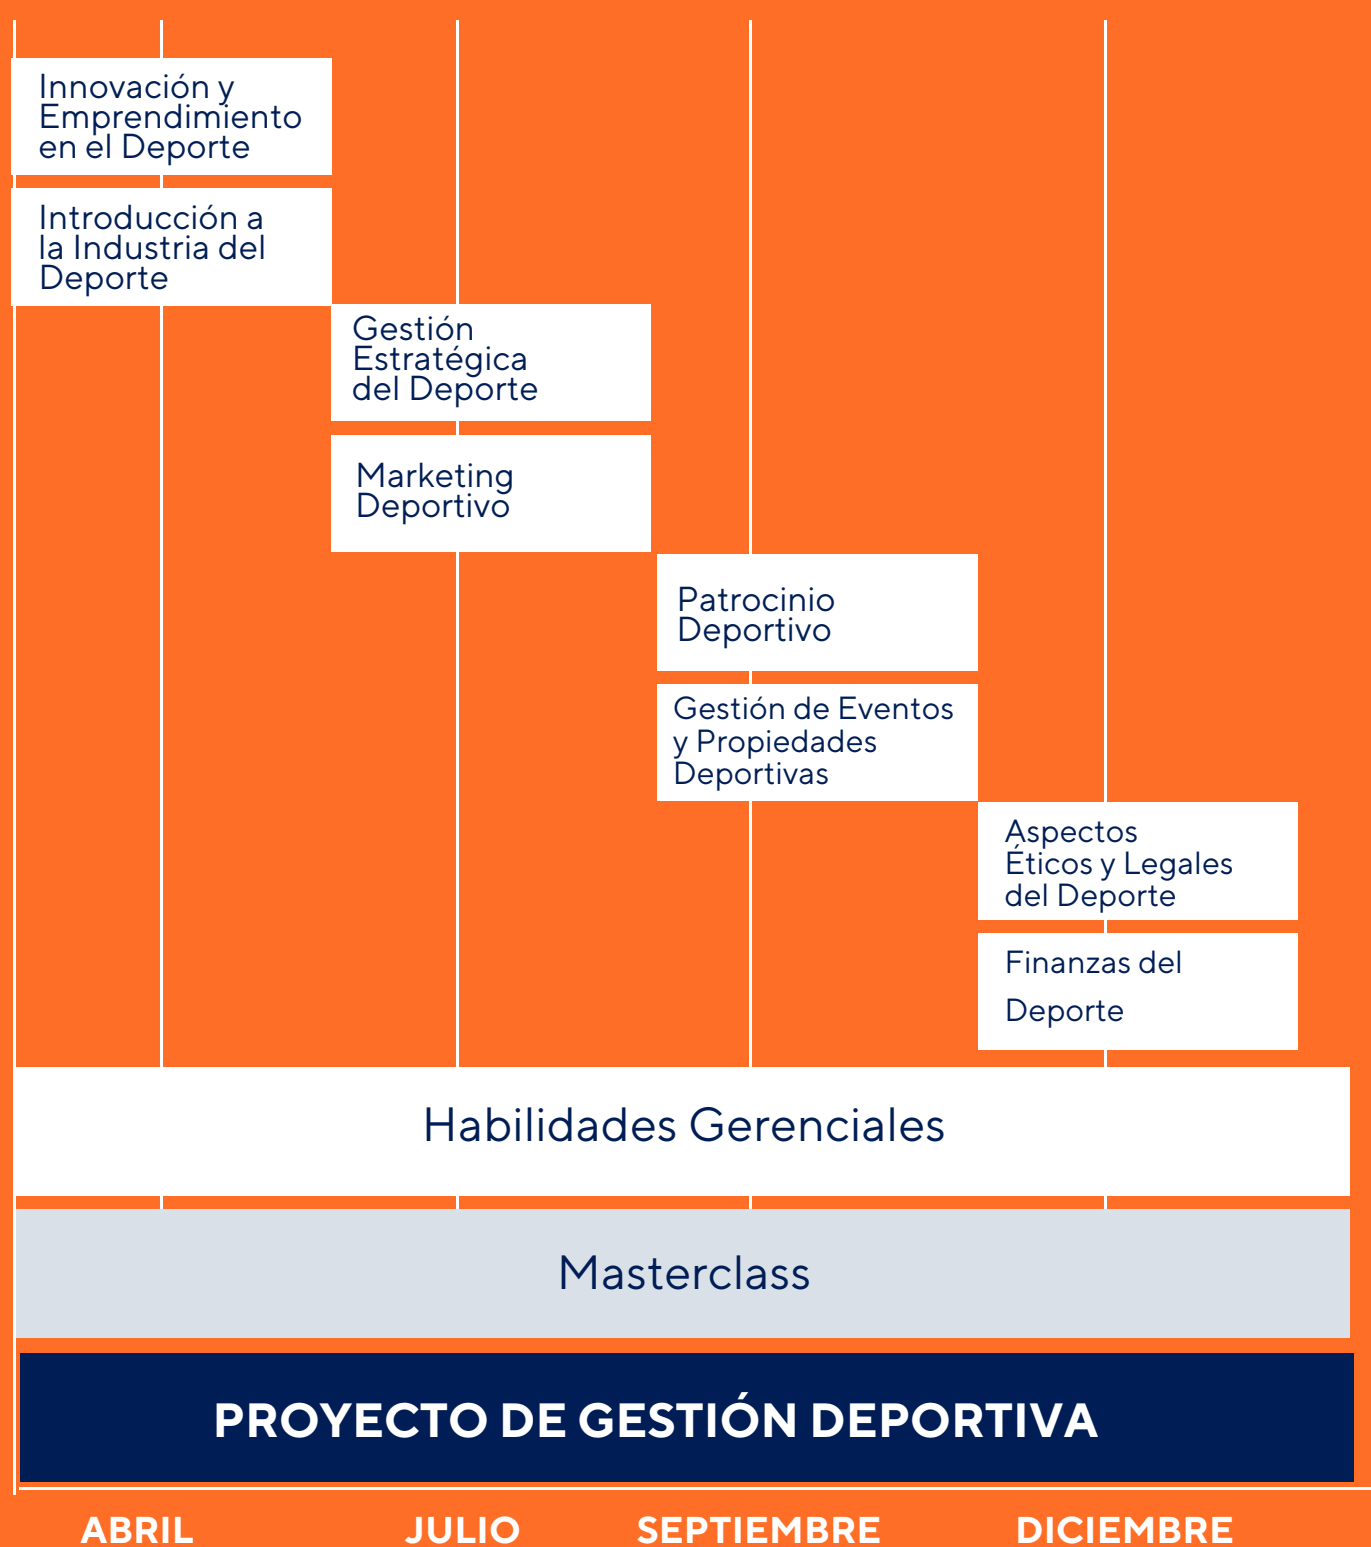 Innovación y
Emprendimiento
en el Deporte
Introducción a
la Industria del
Deporte
Gestión
Estratégica
del Deporte
Marketing
Deportivo
Patrocinio
Deportivo
Gestión de Eventos
y Propiedades
Deportivas
Aspectos
Éticos y Legales
del Deporte
Finanzas del
Deporte
Habilidades Gerenciales
Masterclass
PROYECTO DE GESTIÓN DEPORTIVA
ABRIL JULIO SEPTIEMBRE DICIEMBRE